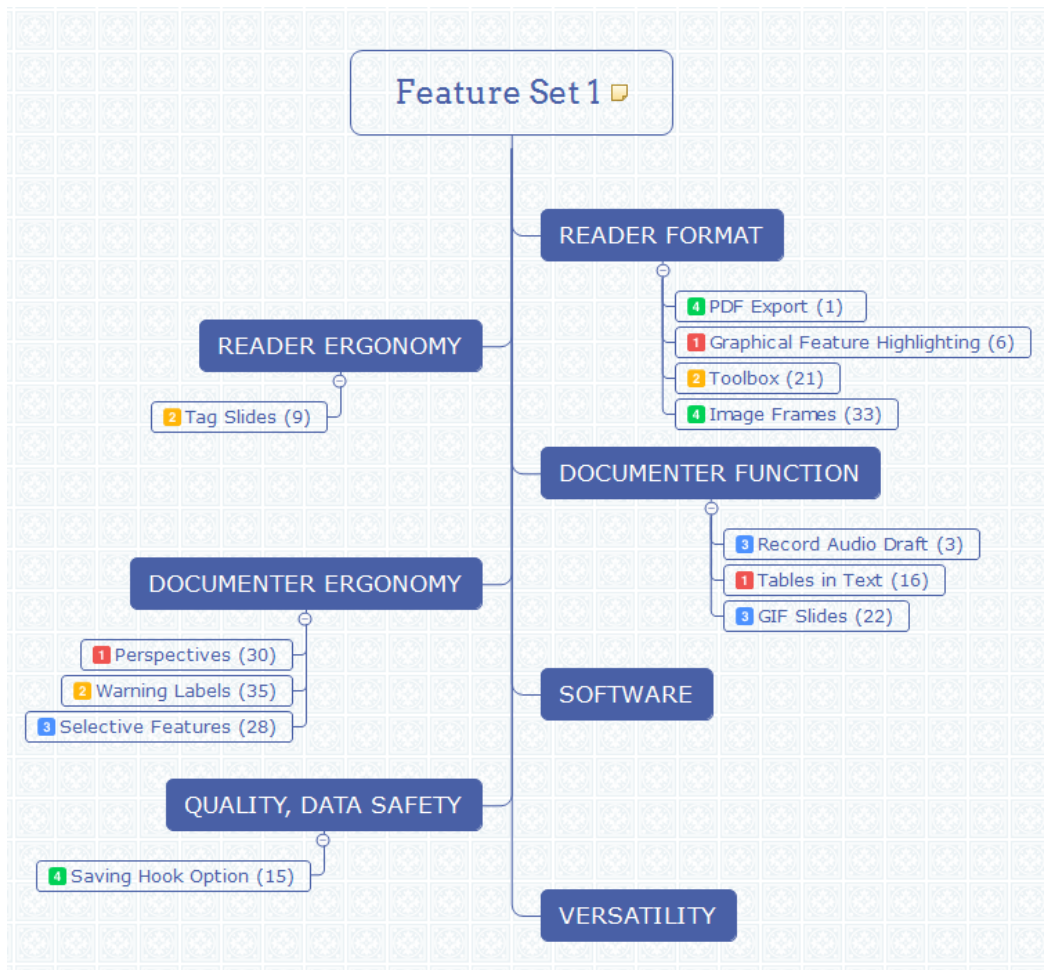 Feature Set 1
READER FORMAT
4 PDF Export (1)
1 Graphical Feature Highlighting (6)
2 Toolbox (21)
4 Image Frames (33)
READER ERGONOMY
2 Tag Slides (9)
DOCUMENTER FUNCTION
3 Record Audio Draft (3)
1 Tables in Text (16)
3 GIF Slides (22)
DOCUMENTER ERGONOMY
1 Perspectives (30)
2 Warning Labels (35)
3 Selective Features (28)
SOFTWARE
QUALITY, DATA SAFETY
4 Saving Hook Option (15)
VERSATILITY